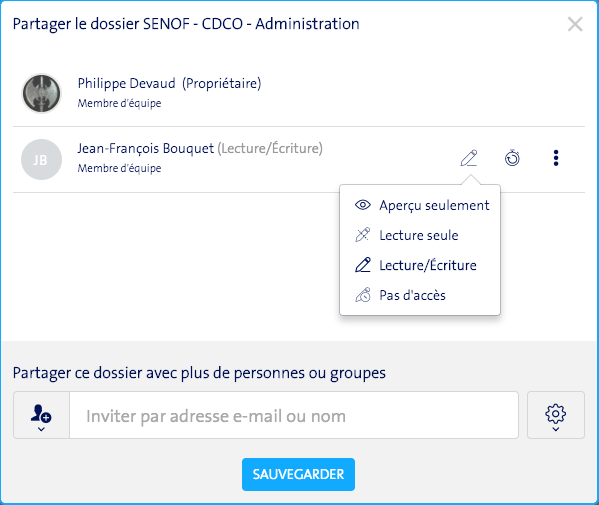 Partager le dossier SENOF - CDCO - Administration
Philippe Devaud (Propriétaire)
Membre d'équipe
JB
Jean-François Bouquet (Lecture/Écriture)
Membre d'équipe
Aperçu seulement
Lecture seule
Lecture/Écriture
Pas d'accès
Partager ce dossier avec plus de personnes ou groupes
Inviter par adresse e-mail ou nom
SAUVEGARDER